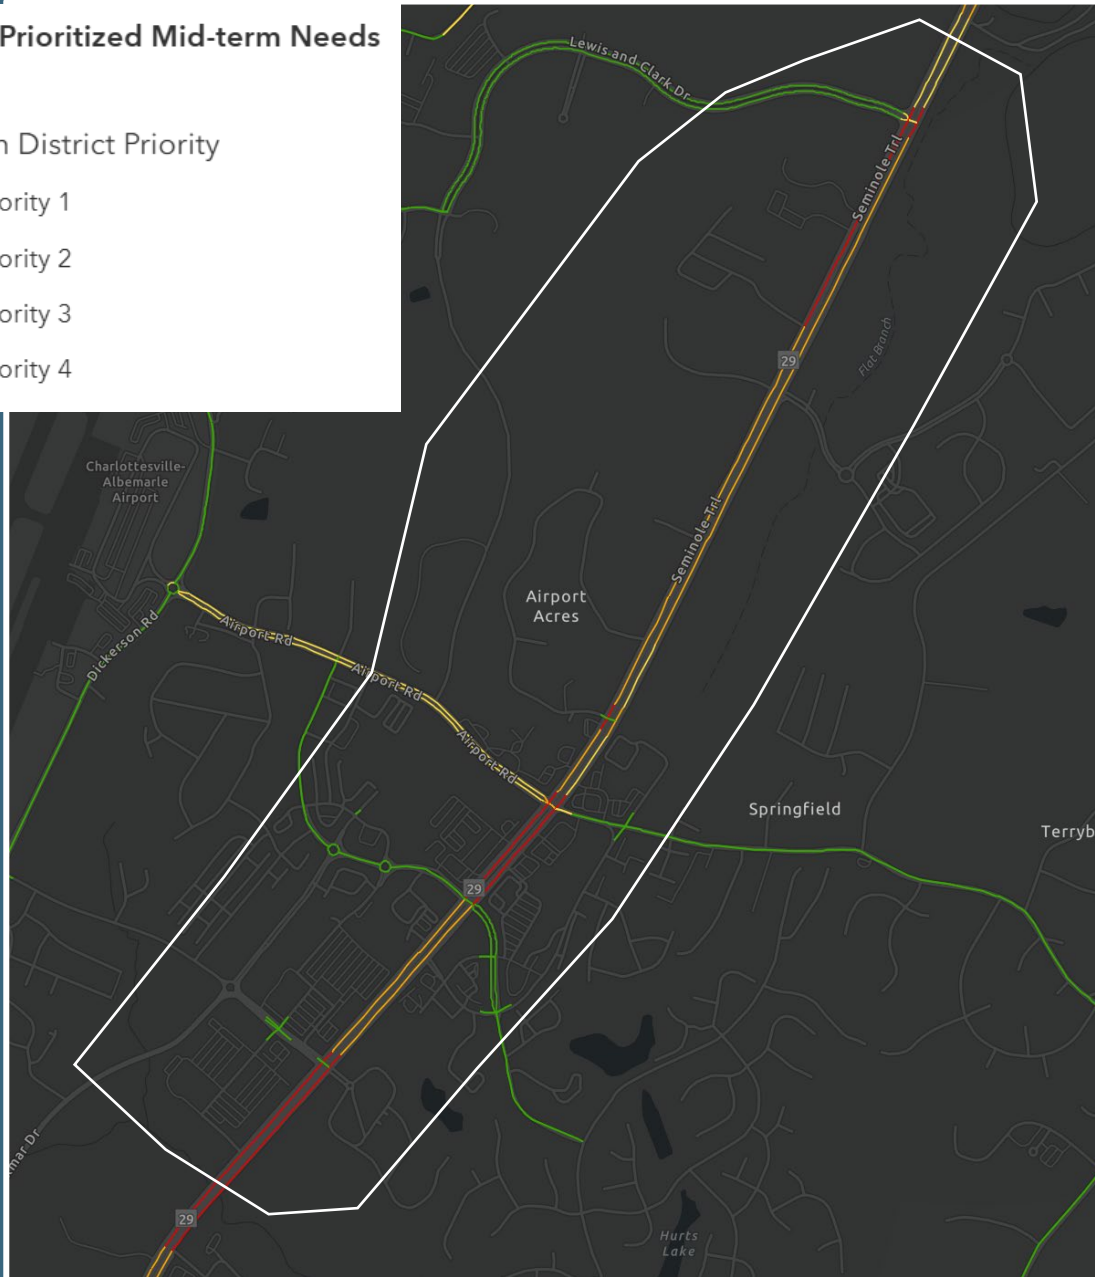 Prioritized Mid-term Needs
n District Priority
ority 1
ority 2
ority 3
ority 4
Lewis and Clark Dr
Seminole Trl
29
Flat Branch
Charlottesville-
Albemarle
Airport
Seminole Trl
Airport
Acres
Dickerson Rd
Airport Rd
Airport Rd
Airport Rd
Springfield
Terryb
29
mar Dr
29
Hurts
Lake